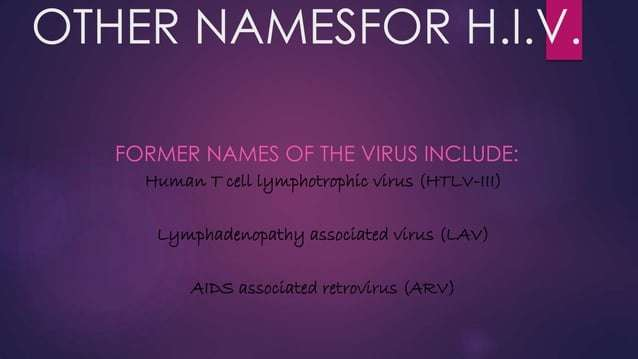 OTHER NAMESFOR H.I.V.
FORMER NAMES OF THE VIRUS INCLUDE:
Human T cell lymphotrophic virus (HTLV-III)
Lymphadenopathy associated virus (LAV)
AIDS associated retrovirus (ARV)